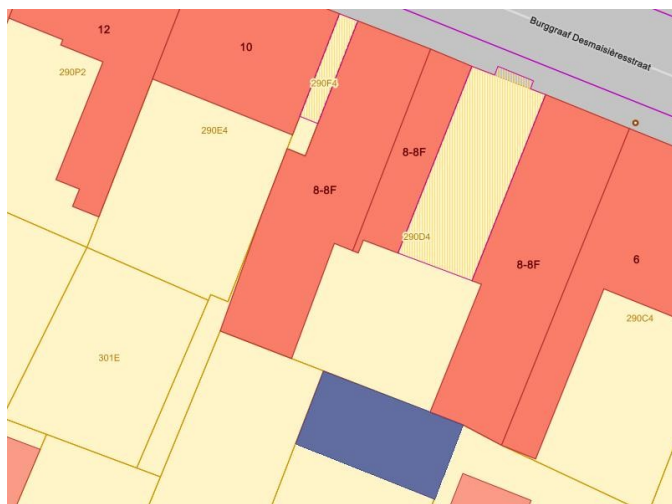 Burggraaf Desmaisièresstraat
12
10
290P2
290F4
290E4
8-8F
8-8F
290D4
8-8F
6
290C4
301E